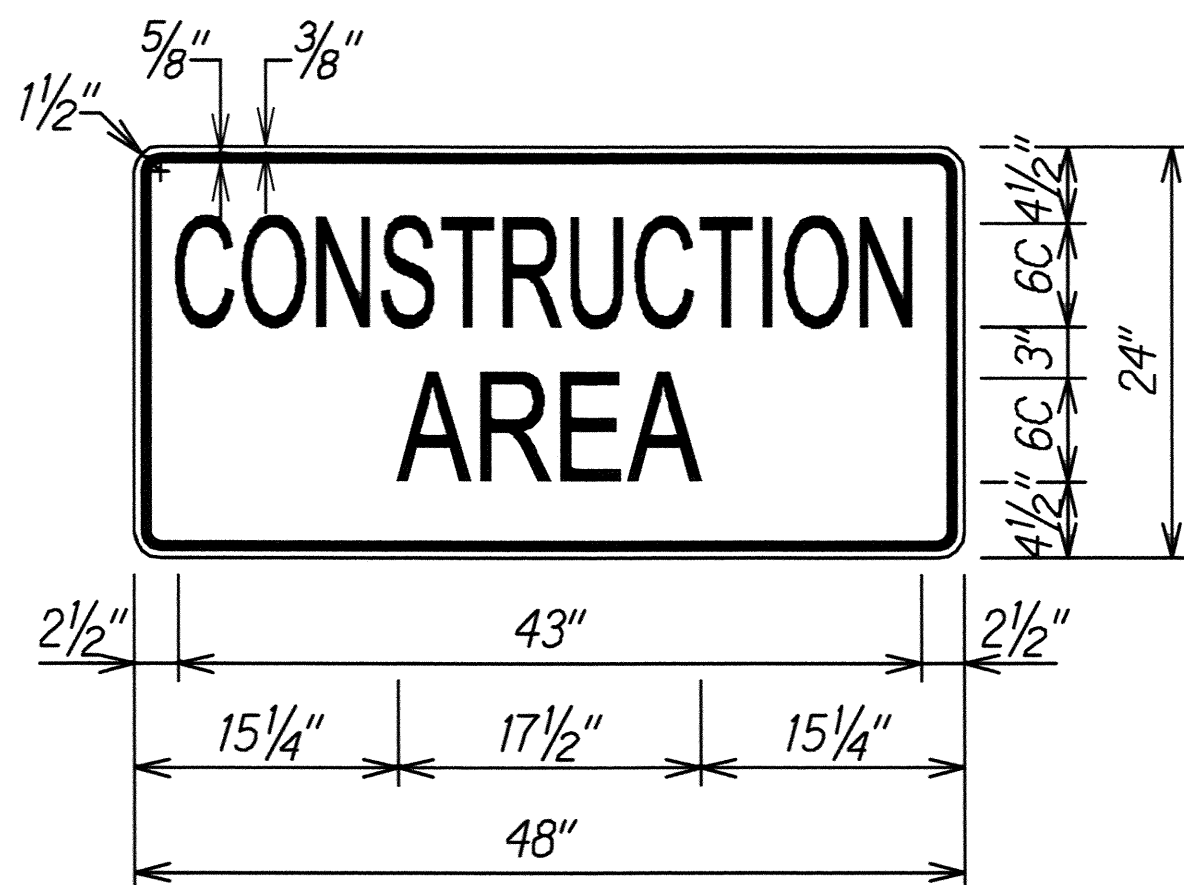 5/8" 3/8"
1 1/2"
CONSTRUCTION
AREA
4 1/2"
6C
3"
6C
4 1/2"
24"
2 1/2" 43" 2 1/2"
15 1/4" 17 1/2" 15 1/4"
48"